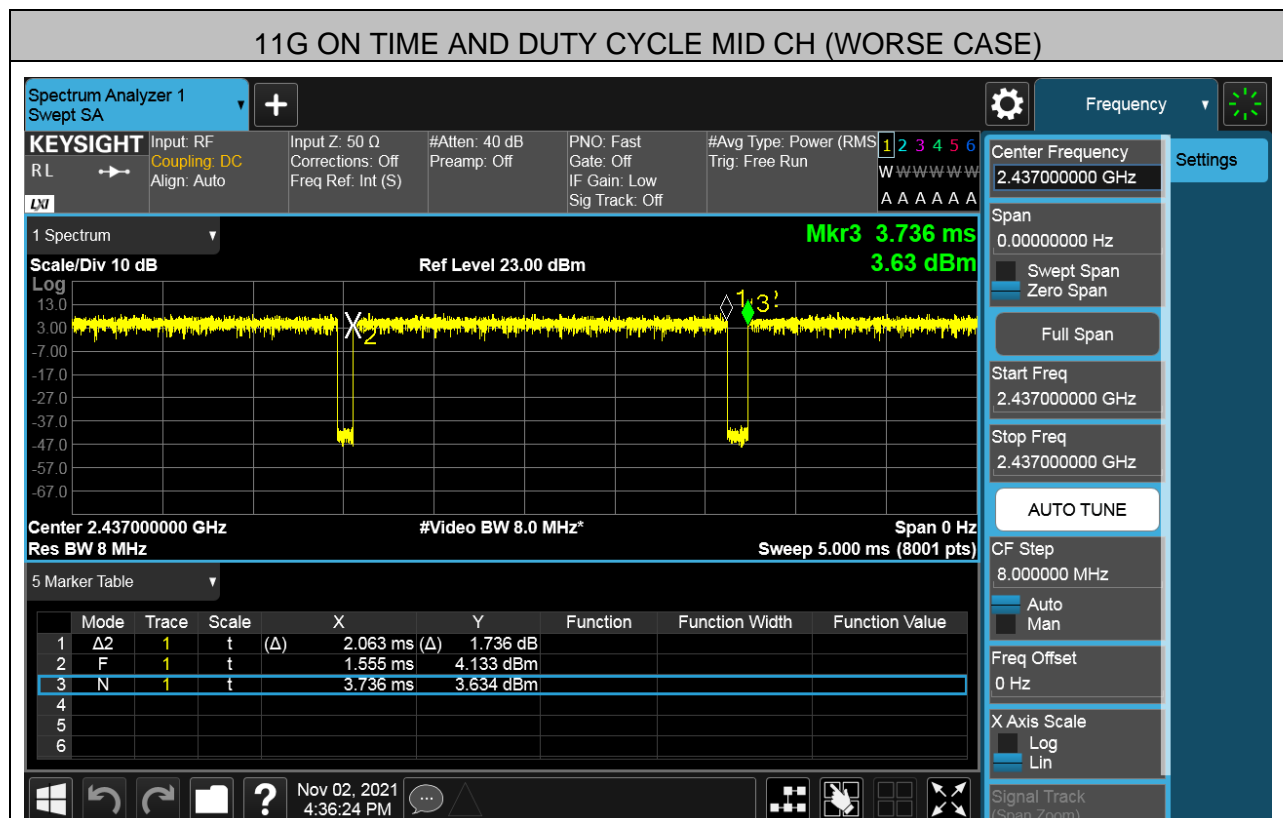 11G ON TIME AND DUTY CYCLE MID CH (WORSE CASE)
Spectrum Analyzer 1
Swept SA
Frequency
KEYSIGHT
RL
LXI
Input: RF
Coupling: DC
Align: Auto
Input Z: 50 Ω
Corrections: Off
Freq Ref: Int (S)
#Atten: 40 dB
Preamp: Off
PNO: Fast
Gate: Off
IF Gain: Low
Sig Track: Off
#Avg Type: Power (RMS
Trig: Free Run
1 2 3 4 5 6
W W W W W W
A A A A A A
1 Spectrum
Mkr3 3.736 ms
3.63 dBm
Scale/Div 10 dB
Ref Level 23.00 dBm
Log
13.0
3.00
-7.00
-17.0
-27.0
-37.0
-47.0
-57.0
-67.0
X2
1
3
Center 2.437000000 GHz
#Video BW 8.0 MHz*
Span 0 Hz
Res BW 8 MHz
Sweep 5.000 ms (8001 pts)
5 Marker Table
Mode Trace Scale X Y Function Function Width Function Value
1 Δ2 1 t (Δ) 2.063 ms (Δ) 1.736 dB
2 F 1 t 1.555 ms 4.133 dBm
3 N 1 t 3.736 ms 3.634 dBm
4
5
6
?
Nov 02, 2021
4:36:24 PM
Center Frequency
2.437000000 GHz
Settings
Span
0.00000000 Hz
Swept Span
Zero Span
Full Span
Start Freq
2.437000000 GHz
Stop Freq
2.437000000 GHz
AUTO TUNE
CF Step
8.000000 MHz
Auto
Man
Freq Offset
0 Hz
X Axis Scale
Log
Lin
Signal Track
(Span Zoom)